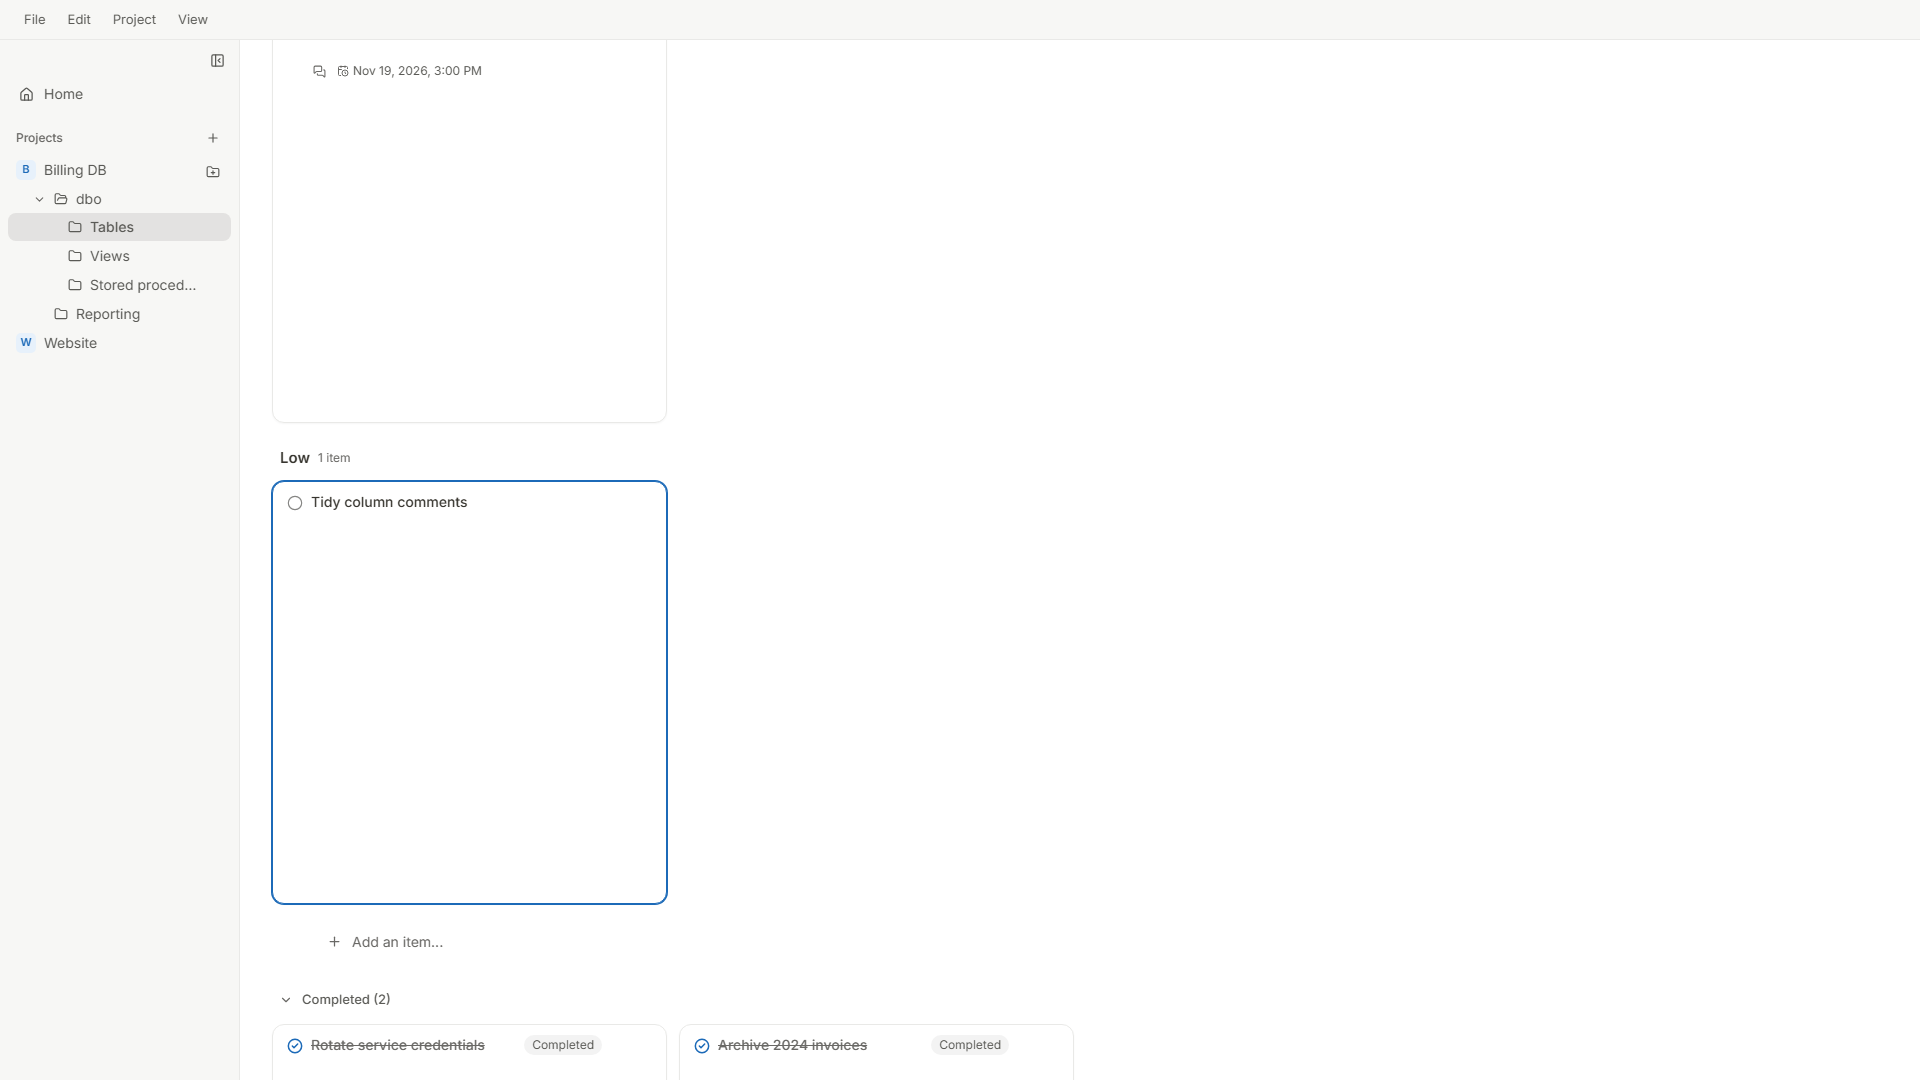 File Edit Project View
Home
Projects
B Billing DB
dbo
Tables
Views
Stored proced...
Reporting
W Website
Nov 19, 2026, 3:00 PM
Low 1 item
Tidy column comments
Add an item...
Completed (2)
Rotate service credentials Completed
Archive 2024 invoices Completed